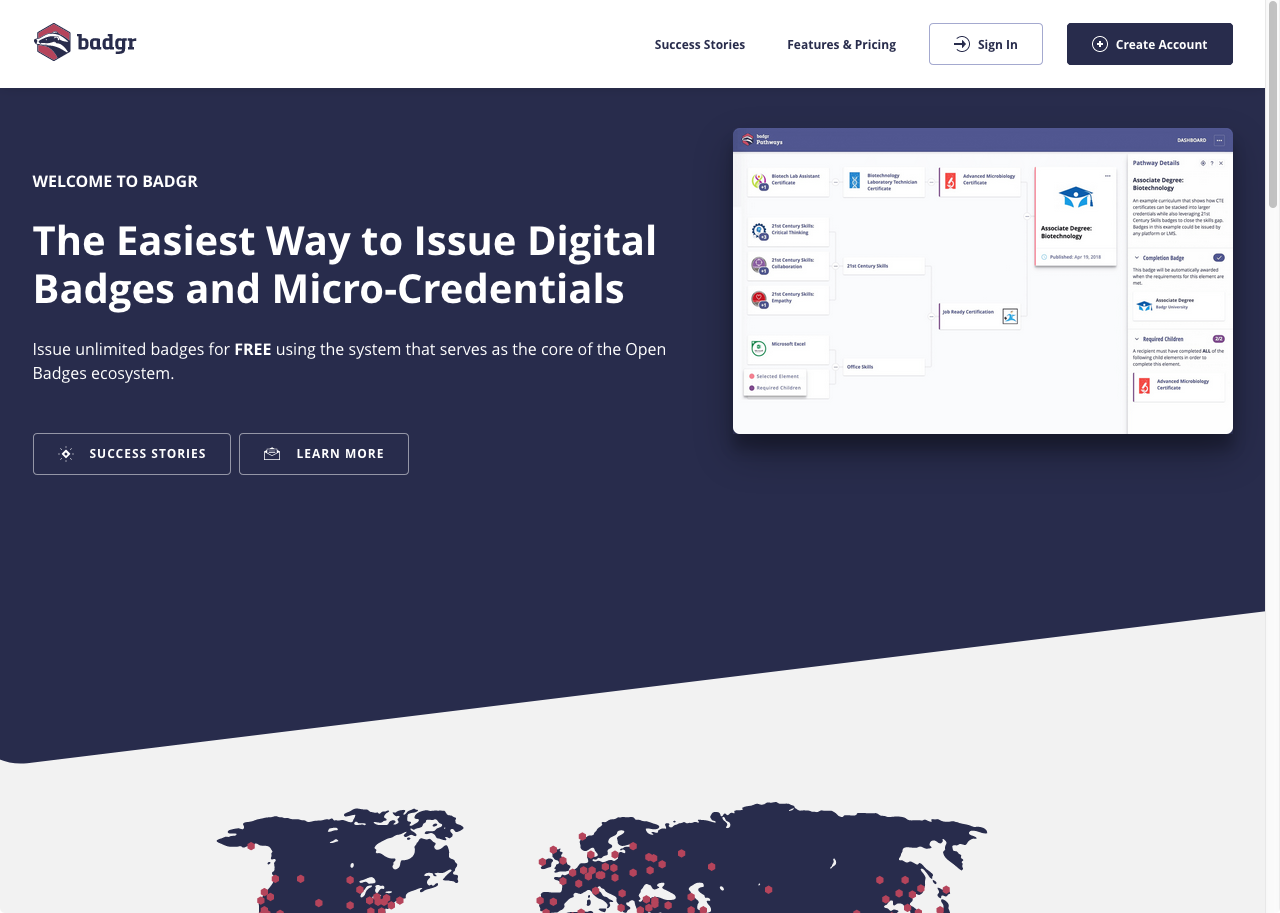 badgr
Success Stories
Features & Pricing
Sign In
Create Account
WELCOME TO BADGR
The Easiest Way to Issue Digital
Badges and Micro-Credentials
Issue unlimited badges for FREE using the system that serves as the core of the Open
Badges ecosystem.
SUCCESS STORIES
LEARN MORE
badgr
Pathways
DASHBOARD
Biotech Lab Assistant
Certificate
+1
Biotechnology
Laboratory Technician
Certificate
Advanced Microbiology
Certificate
Associate Degree:
Biotechnology
Published: Apr 19, 2018
21st Century Skills:
Critical Thinking
21st Century Skills:
Collaboration
+1
21st Century Skills:
Empathy
+1
21st Century Skills
Job Ready Certification
Microsoft Excel
Office Skills
Selected Element
Required Children
Pathway Details
?
Associate Degree:
Biotechnology
An example curriculum that shows how CTE
certificates can be stacked into larger
credentials while also leveraging 21st
Century Skills badges to close the skills gap.
Badges in this example could be issued by
any platform or LMS.
Completion Badge
This badge will be automatically awarded
when the requirements for this element are
met.
Associate Degree
Badgr University
Required Children
2/2
A recipient must have completed ALL of the
following child elements in order to
complete this element.
Advanced Microbiology
Certificate